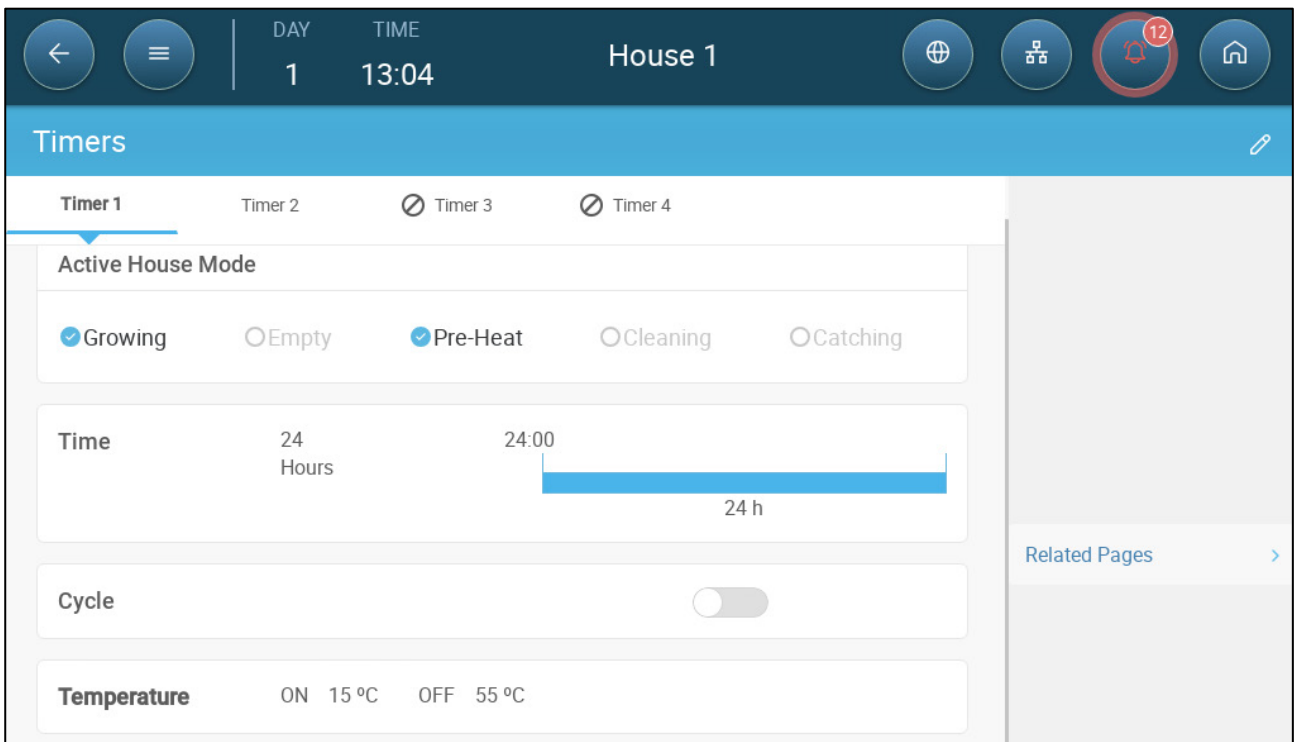 DAY TIME
1 13:04
House 1
12
Timers
Timer 1 Timer 2 Timer 3 Timer 4
Active House Mode
Growing Empty Pre-Heat Cleaning Catching
Time 24 Hours 24:00
24 h
Related Pages
Cycle
Temperature ON 15 ºC OFF 55 ºC